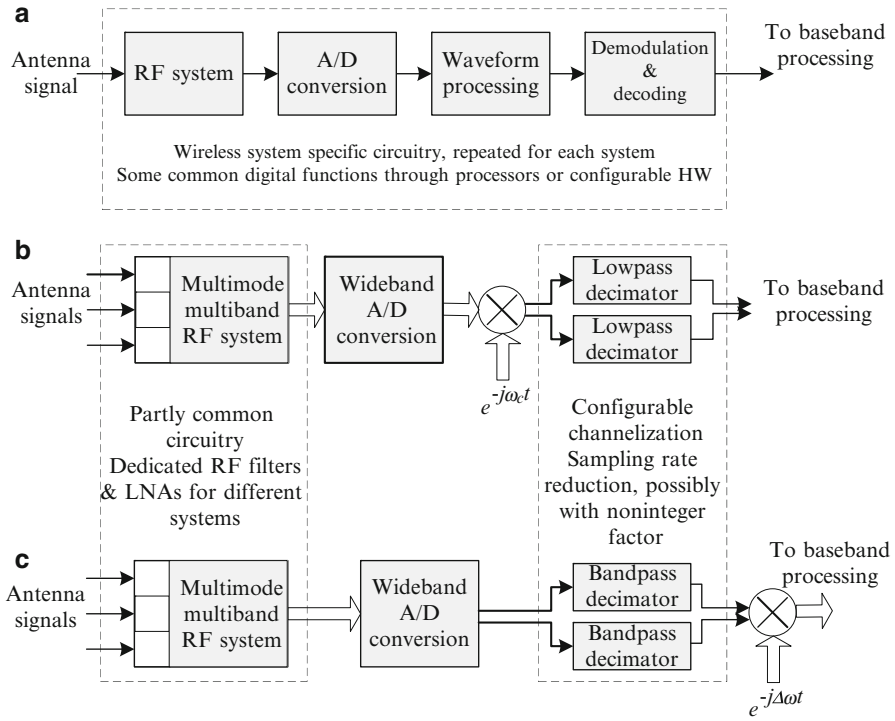 a
Antenna
signal
RF system
A/D
conversion
Waveform
processing
Demodulation
&
decoding
To baseband
processing
Wireless system specific circuitry, repeated for each system
Some common digital functions through processors or configurable HW
b
Antenna
signals
Multimode
multiband
RF system
Wideband
A/D
conversion
e^{-jω_c t}
Lowpass
decimator
Lowpass
decimator
To baseband
processing
Partly common
circuitry
Dedicated RF filters
& LNAs for different
systems
Configurable
channelization
Sampling rate
reduction, possibly
with noninteger
factor
c
Antenna
signals
Multimode
multiband
RF system
Wideband
A/D
conversion
Bandpass
decimator
Bandpass
decimator
To baseband
processing
e^{-jΔωt}